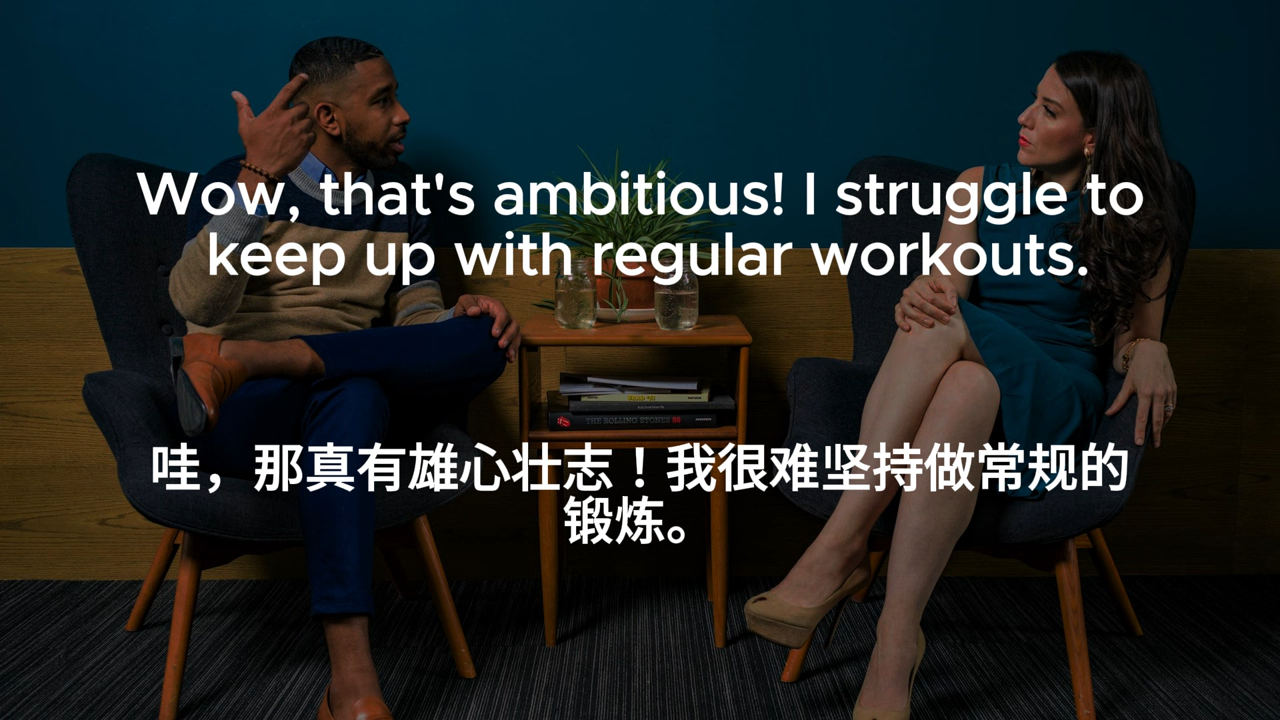 Wow, that's ambitious! I struggle to
keep up with regular workouts.
THE ROLLING STONES
哇，那真有雄心壮志！我很难坚持做常规的
锻炼。